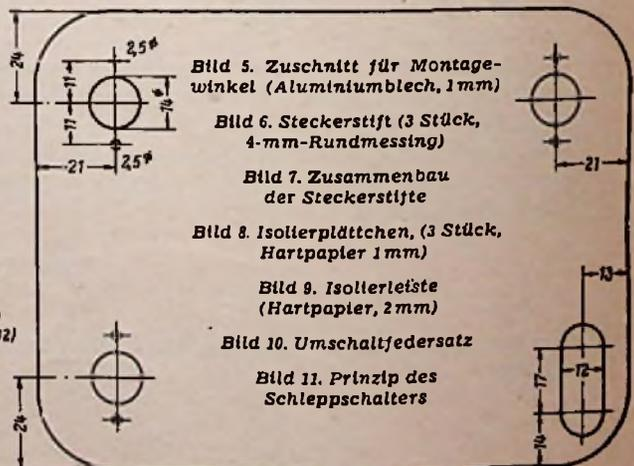 24
11
11
2,5⌀
14⌀
2,5⌀
21
Bild 5. Zuschnitt für Montage-
winkel (Aluminiumblech, 1mm)
Bild 6. Steckerstift (3 Stück,
4-mm-Rundmessing)
Bild 7. Zusammenbau
der Steckerstifte
Bild 8. Isolierplättchen, (3 Stück,
Hartpapier 1mm)
Bild 9. Isolierleiste
(Hartpapier, 2mm)
Bild 10. Umschaltfedersatz
Bild 11. Prinzip des
Schleppschalters
21
13
17
12
14
24